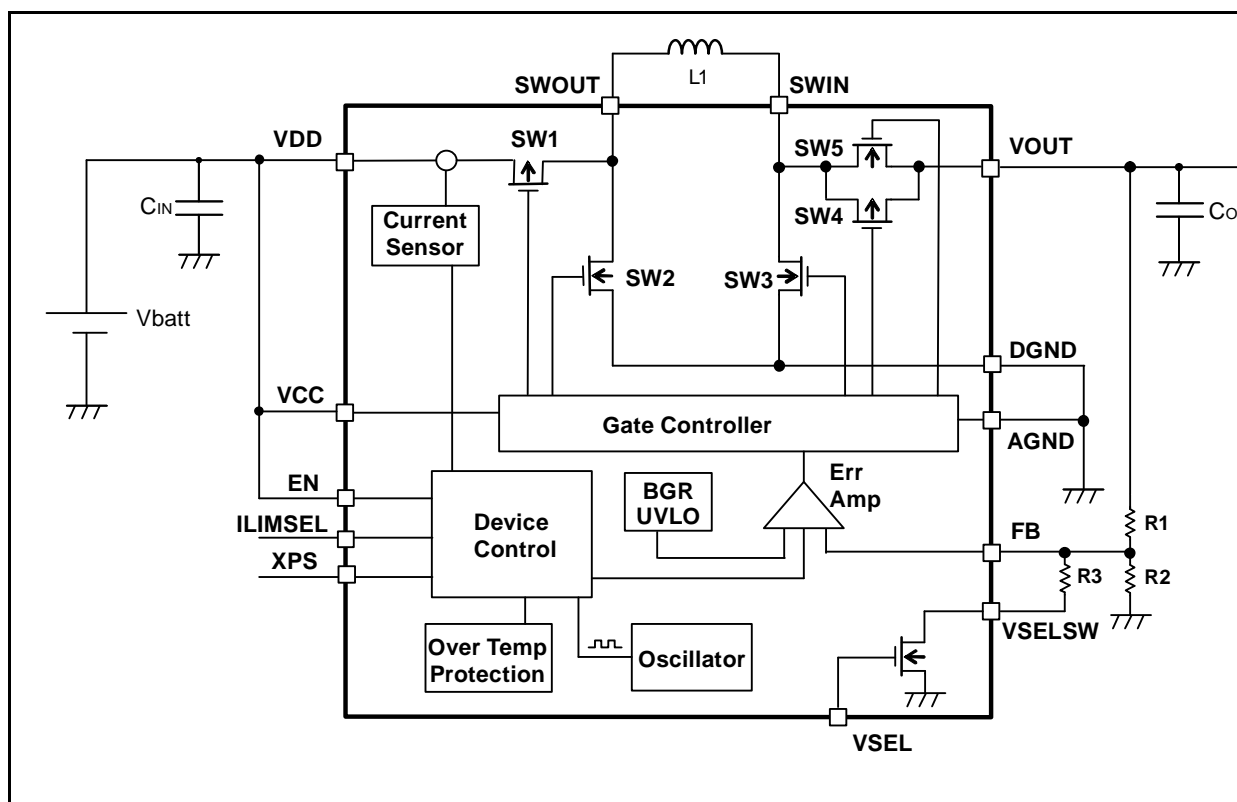 L1
SWOUT
SWIN
VDD
SW1
SW5
VOUT
SW4
CIN
Current
Sensor
CO
SW2
SW3
Vbatt
DGND
VCC
Gate Controller
AGND
EN
BGR
UVLO
Err
Amp
ILIMSEL
Device
Control
FB
R1
XPS
R3
R2
VSELSW
Over Temp
Protection
Oscillator
VSEL